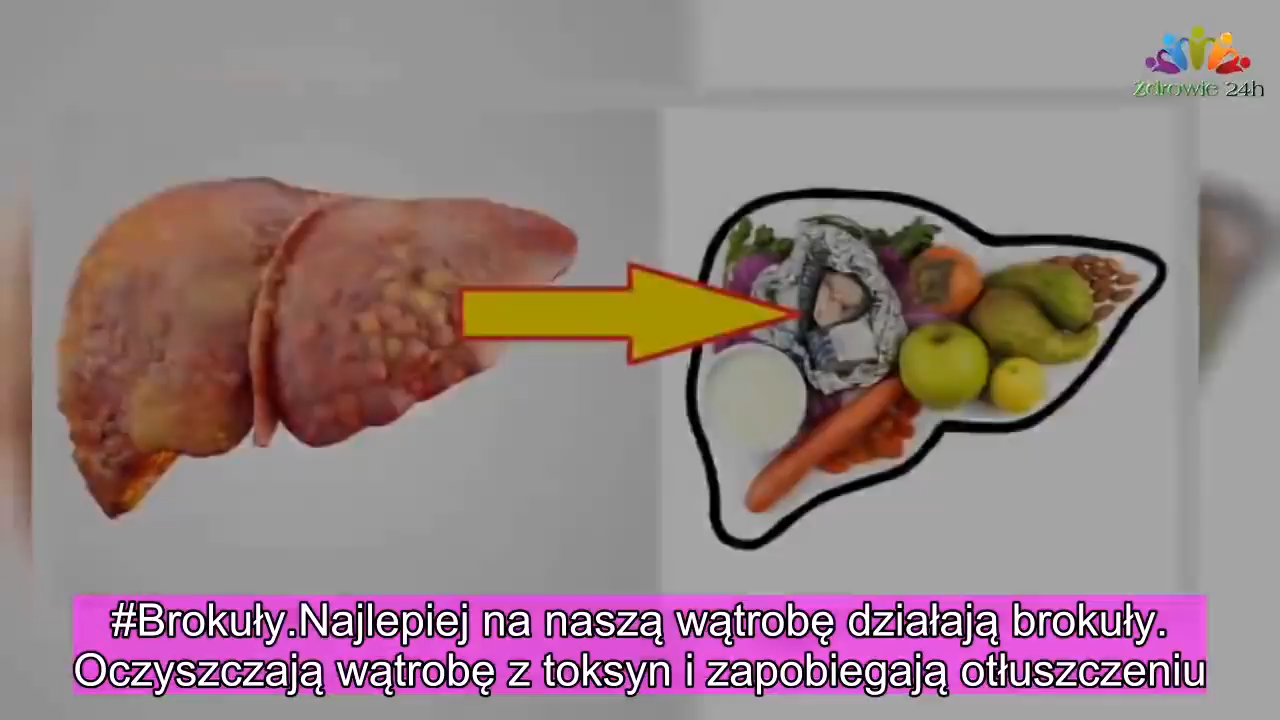 Zdrowie 24h
#Brokuły.Najlepiej na naszą wątrobę działają brokuły.
Oczyszczają wątrobę z toksyn i zapobiegają otłuszczeniu